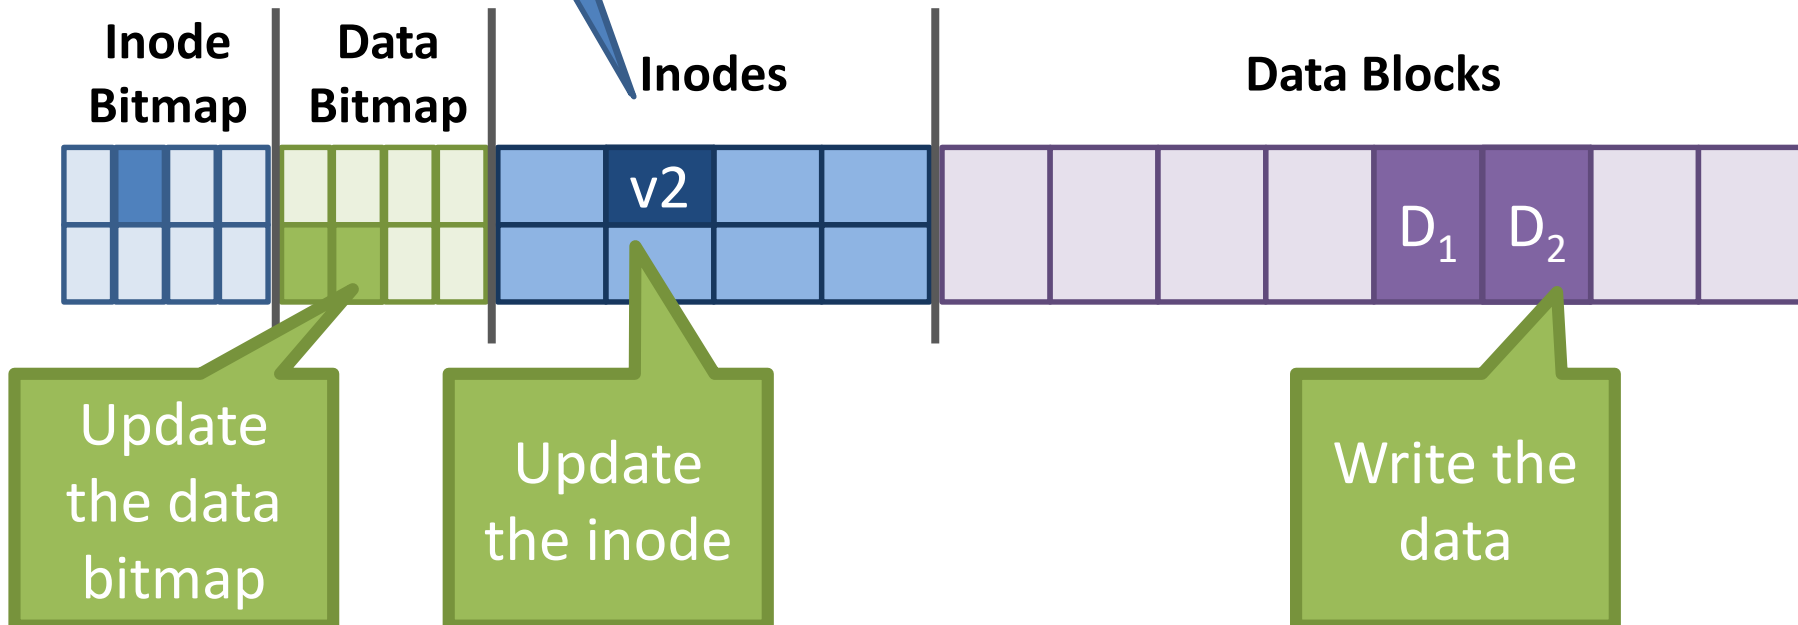 Inode
Bitmap
Data
Bitmap
Inodes
Data Blocks
v2
D₁
D₂
Update
the data
bitmap
Update
the inode
Write the
data